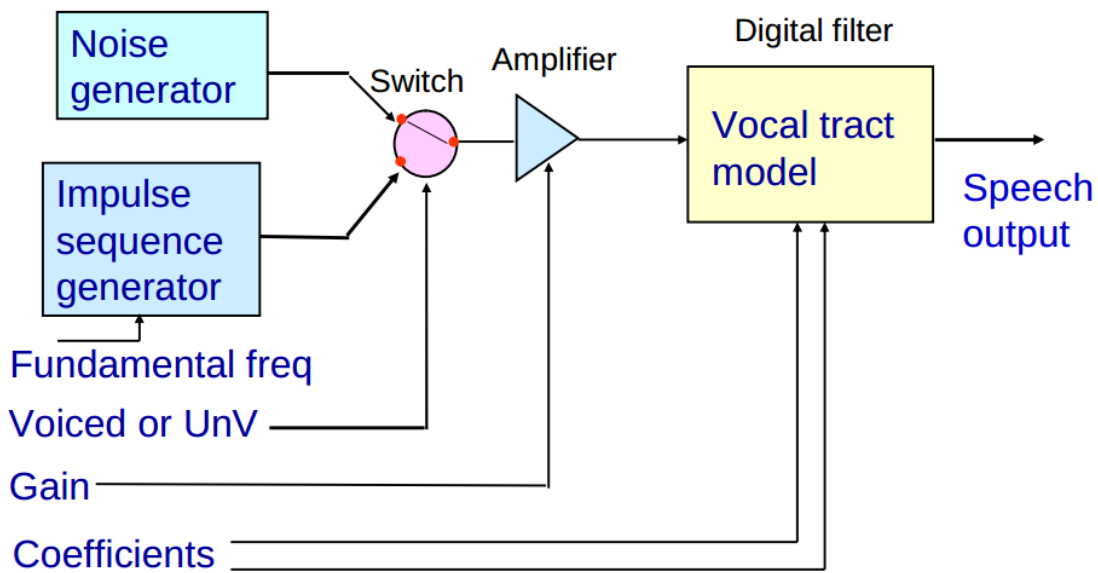 Noise
generator
Switch
Amplifier
Digital filter
Vocal tract
model
Impulse
sequence
generator
Speech
output
Fundamental freq
Voiced or UnV
Gain
Coefficients